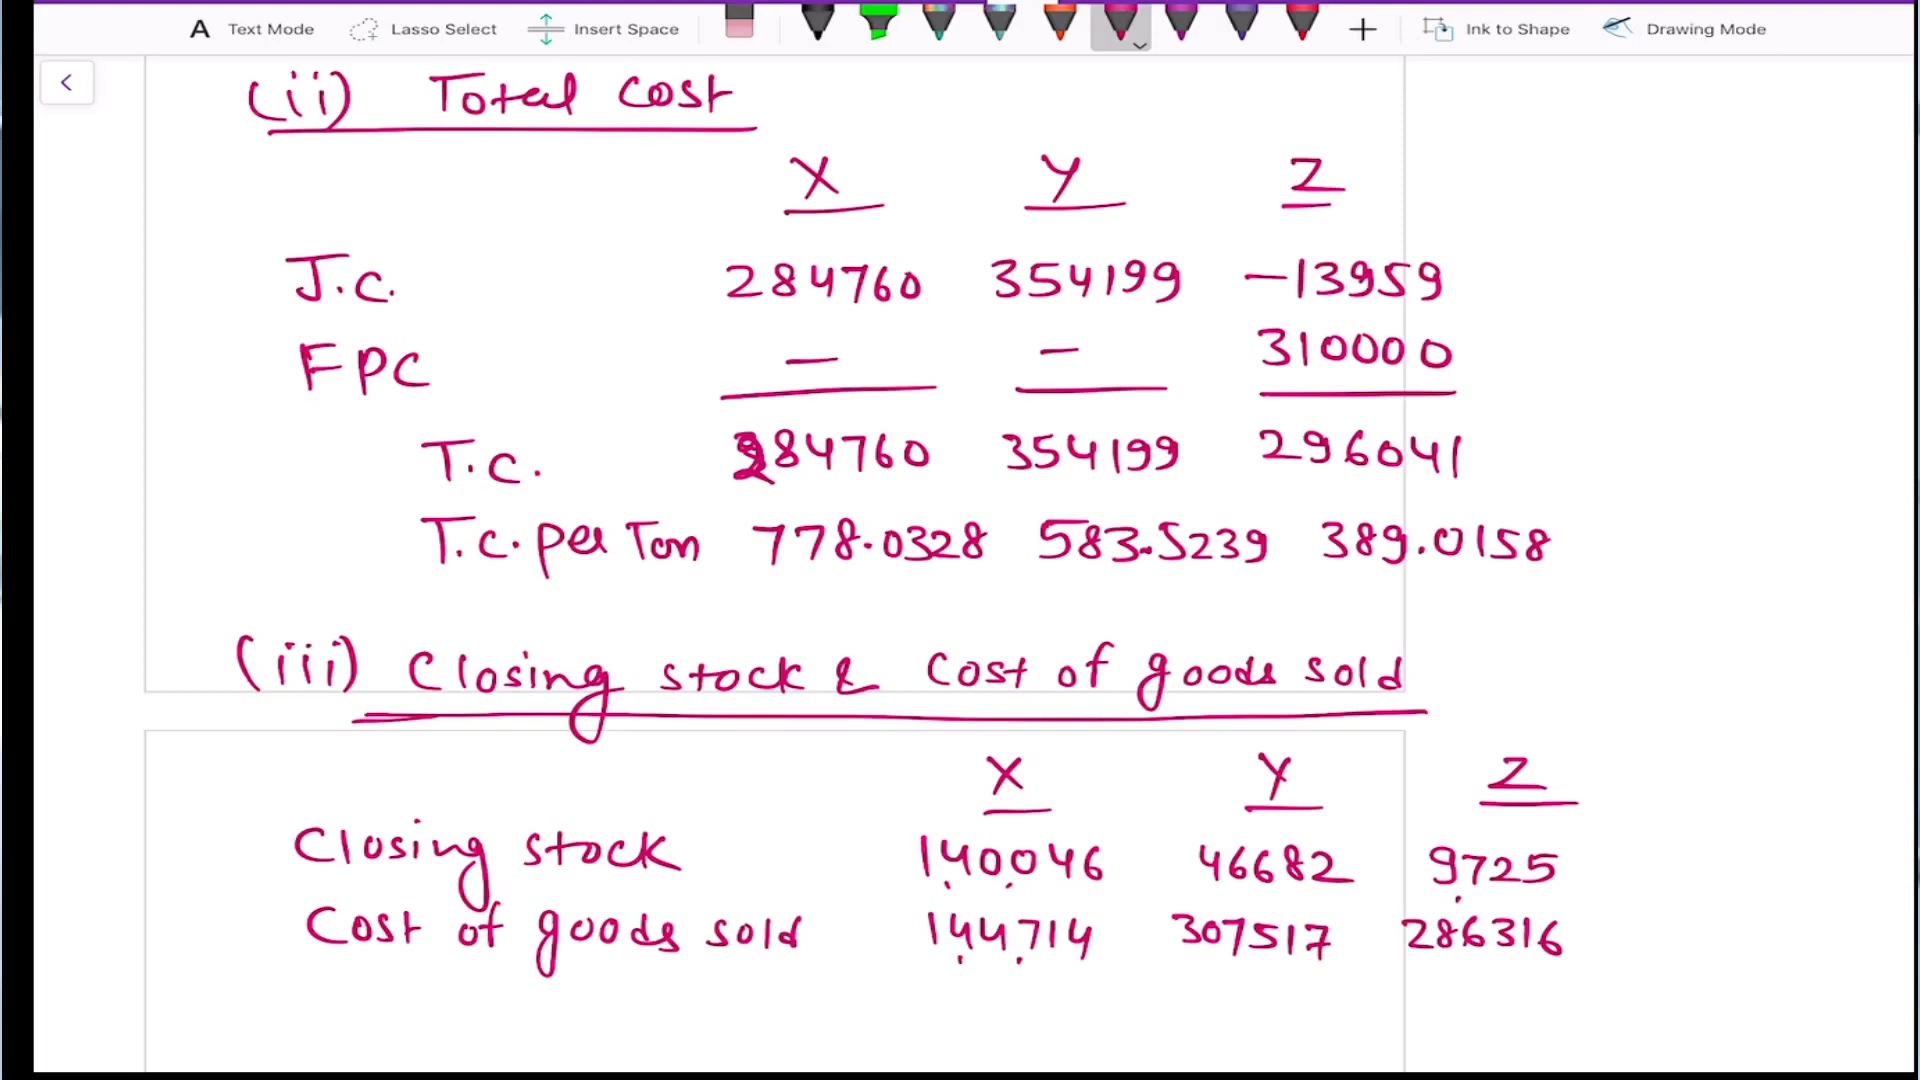 Text Mode Lasso Select Insert Space Ink to Shape Drawing Mode
(ii) Total cost
X Y Z
J.C. 284760 354199 -13959
FPC — — 310000
T.C. 284760 354199 296041
T.C. per Ton 778.0328 583.5239 389.0158
(iii) Closing stock & Cost of goods sold
X Y Z
Closing stock 140046 46682 9725
Cost of goods sold 144714 307517 286316